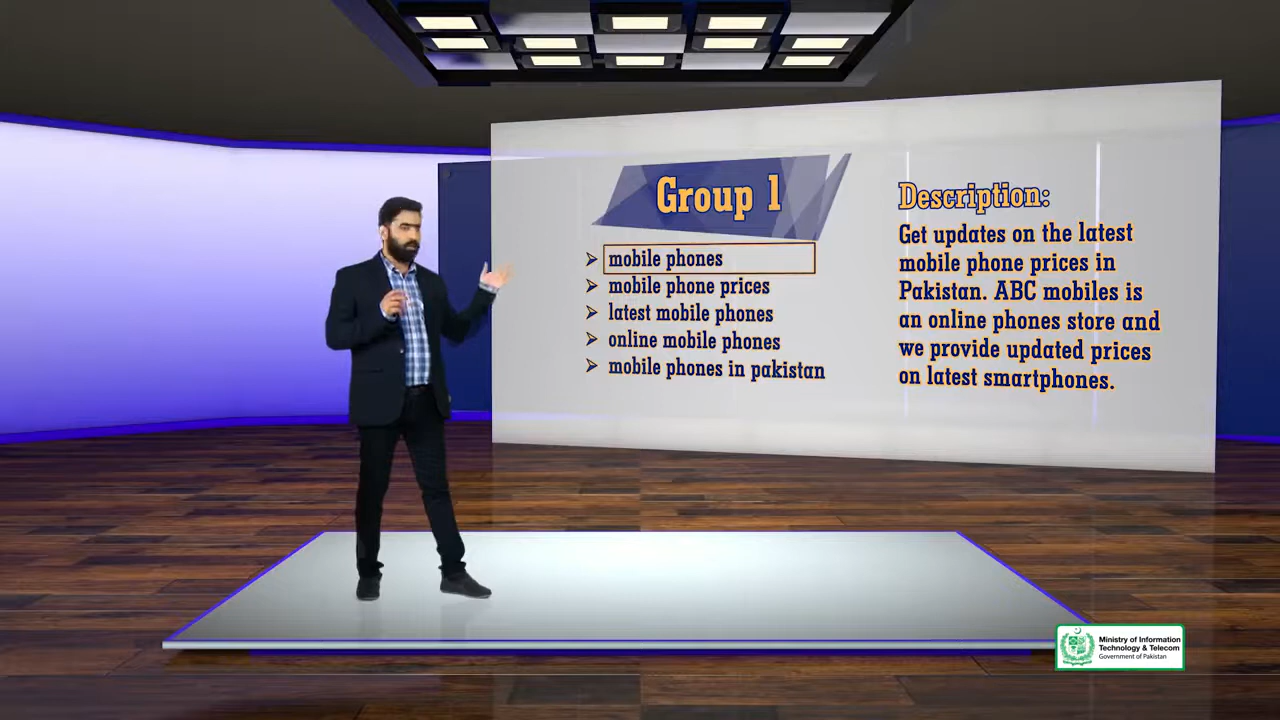 Group 1
mobile phones
mobile phone prices
latest mobile phones
online mobile phones
mobile phones in pakistan
Description:
Get updates on the latest
mobile phone prices in
Pakistan. ABC mobiles is
an online phones store and
we provide updated prices
on latest smartphones.
Ministry of Information
Technology & Telecom
Government of Pakistan